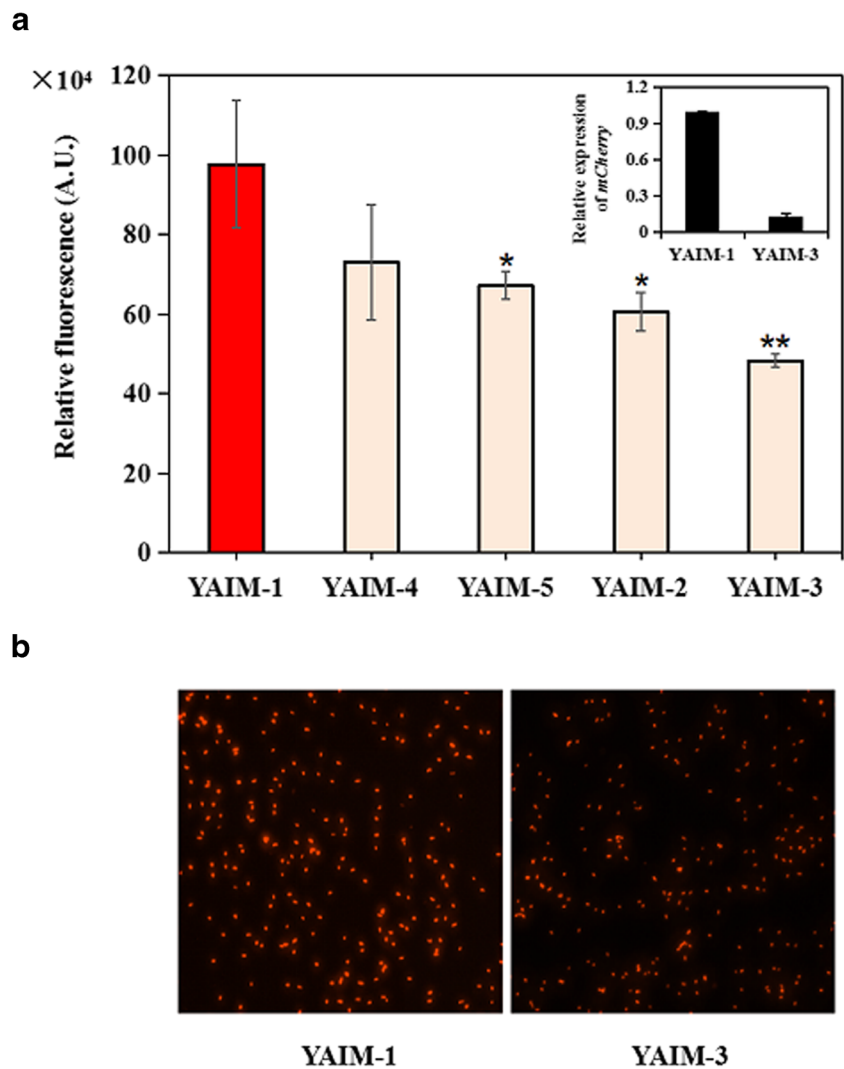 a
×10⁴
120
100
80
60
40
20
0
Relative fluorescence (A.U.)
*
*
**
YAIM-1 YAIM-4 YAIM-5 YAIM-2 YAIM-3
Relative expression
of mCherry
1.2
0.9
0.6
0.3
0
YAIM-1 YAIM-3
b
YAIM-1 YAIM-3